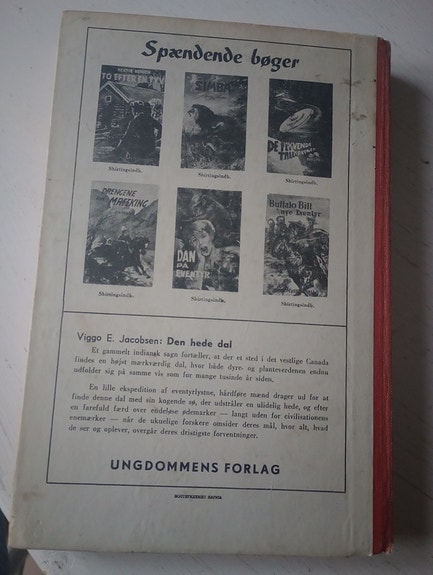 Spændende bøger
TO EFTER EN TYV
SIMBA
DE
TALLERKENER
Shirtingsindb.
Shirtingsindb.
Shirtingsindb.
DRENGENE
FRA MAFEKING
DAN
PÅ
EVENTYR
Buffalo Bill
nye Eventyr
Shirtingsindb.
Shirtingsindb.
Shirtingsindb.
Viggo E. Jacobsen: Den hede dal
Et gammelt indiansk sagn fortæller, at der et sted i det vestlige Canada
findes en højst mærkværdig dal, hvor både dyre- og planteverdenen endnu
udfolder sig på samme vis som for mange tusinde år siden.
En lille ekspedition af eventyrlystne, hårdføre mænd drager ud for at
finde denne dal med sin kogende sø, der udstråler en ulidelig hede, og efter
en farefuld færd over endeløse ødemarker — langt uden for civilisationens
enemærker — når de ukuelige forskere omsider deres mål, hvor alt, hvad
de ser og oplever, overgår deres dristigste forventninger.
UNGDOMMENS FORLAG